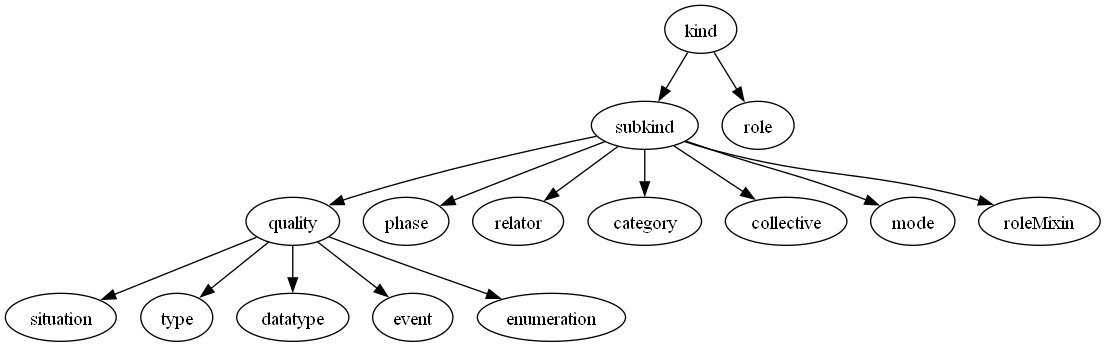 kind
subkind
role
quality
phase
relator
category
collective
mode
roleMixin
situation
type
datatype
event
enumeration